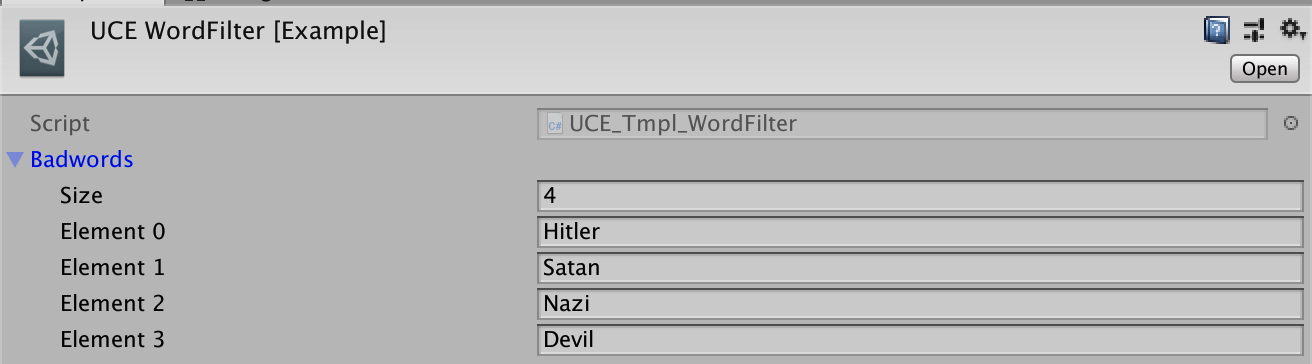 UCE WordFilter [Example]
Open
Script UCE_Tmpl_WordFilter
Badwords
Size 4
Element 0 Hitler
Element 1 Satan
Element 2 Nazi
Element 3 Devil